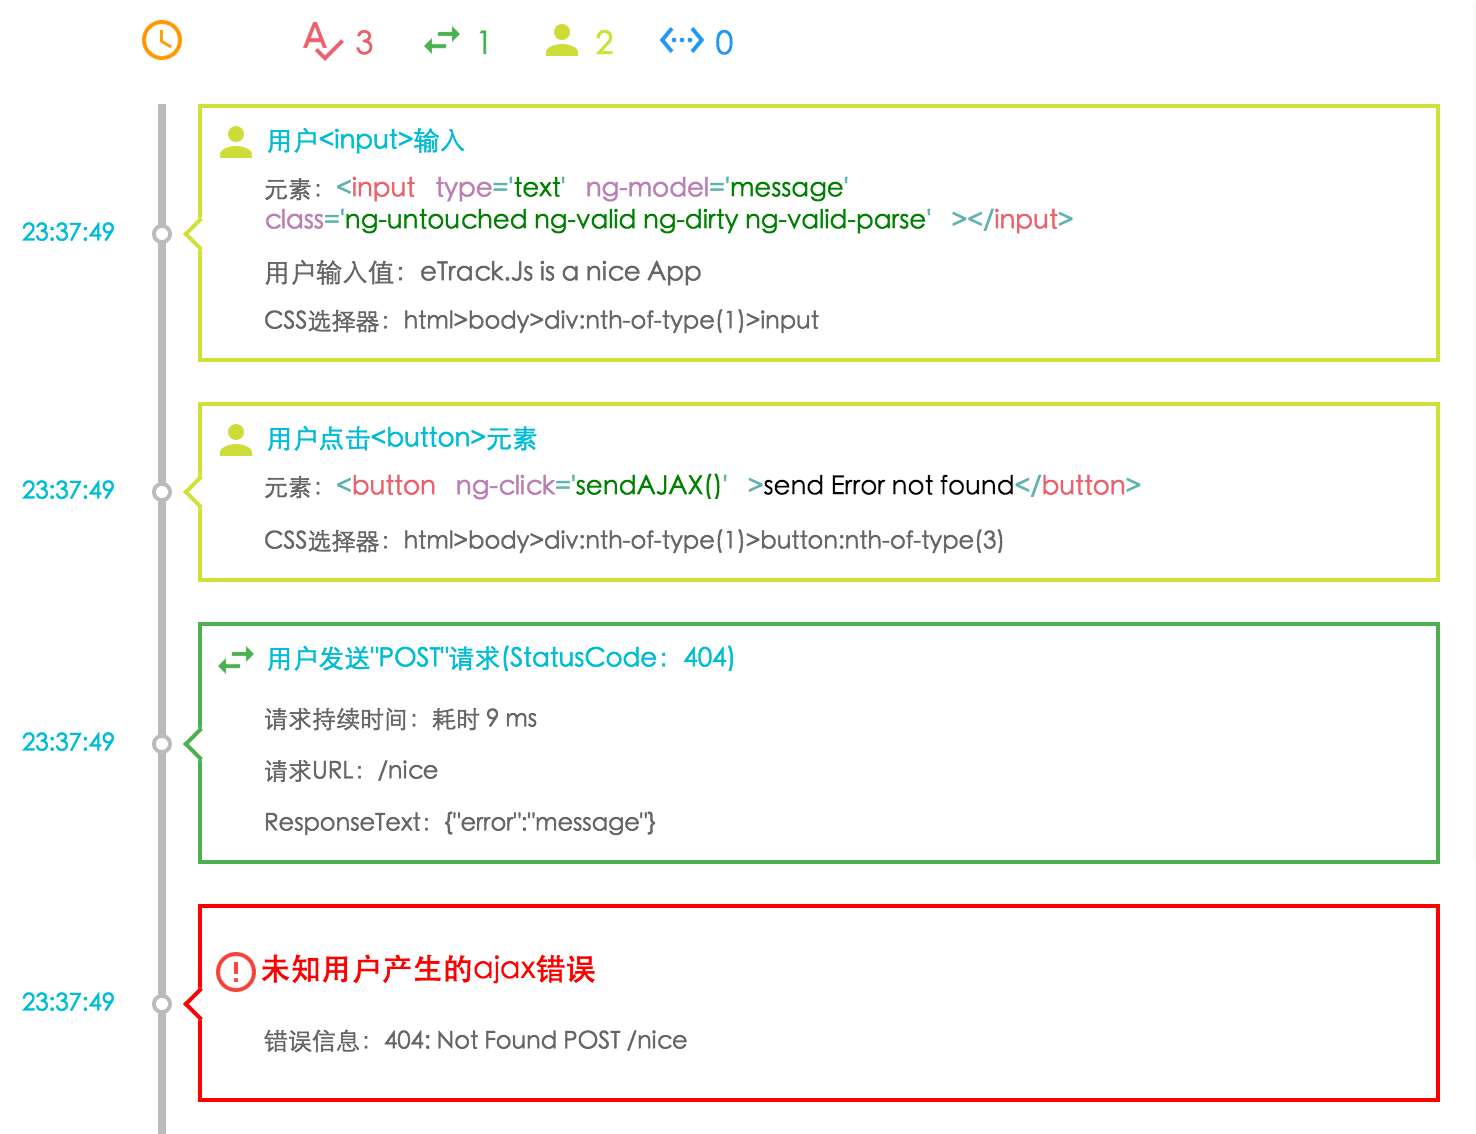 3 1 2 0
用户<input>输入
元素：<input type='text' ng-model='message'
class='ng-untouched ng-valid ng-dirty ng-valid-parse' ></input>
23:37:49
用户输入值：eTrack.Js is a nice App
CSS选择器：html>body>div:nth-of-type(1)>input
用户点击<button>元素
23:37:49
元素：<button ng-click='sendAJAX()' >send Error not found</button>
CSS选择器：html>body>div:nth-of-type(1)>button:nth-of-type(3)
用户发送"POST"请求(StatusCode：404)
请求持续时间：耗时 9 ms
23:37:49
请求URL：/nice
ResponseText：{"error":"message"}
未知用户产生的ajax错误
23:37:49
错误信息：404: Not Found POST /nice